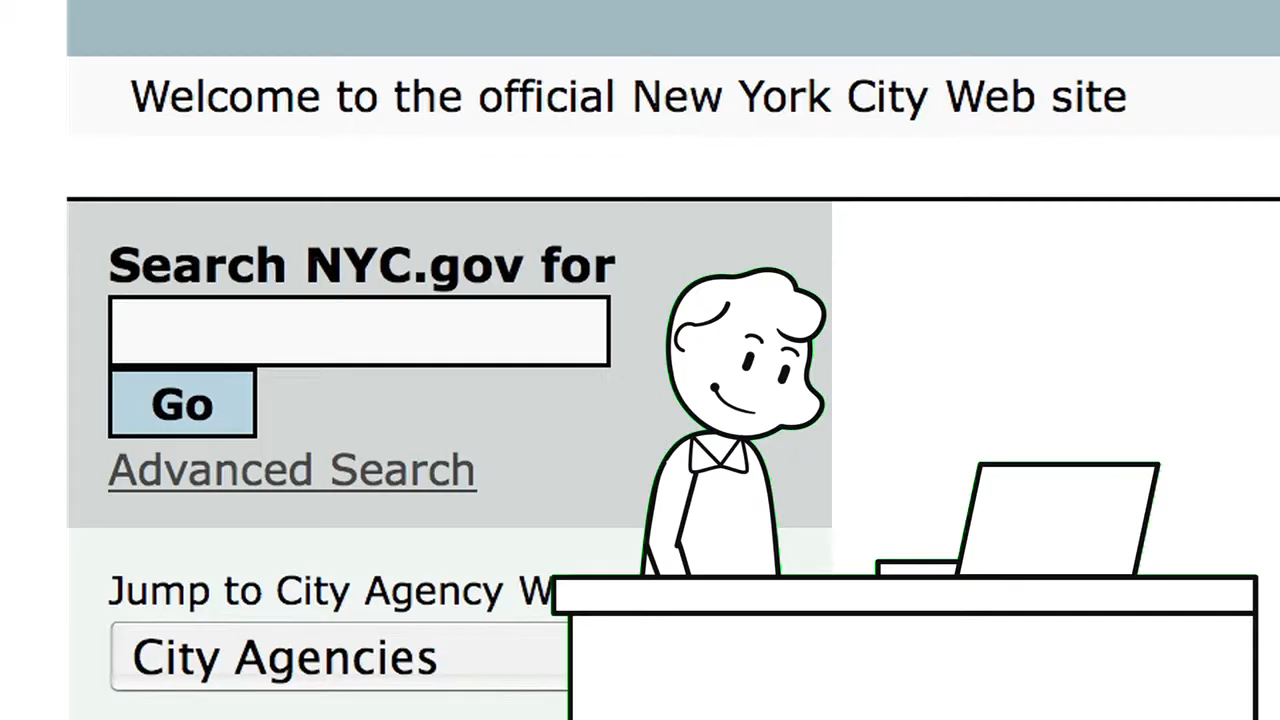 Welcome to the official New York City Web site
Search NYC.gov for
Go
Advanced Search
Jump to City Agency W
City Agencies